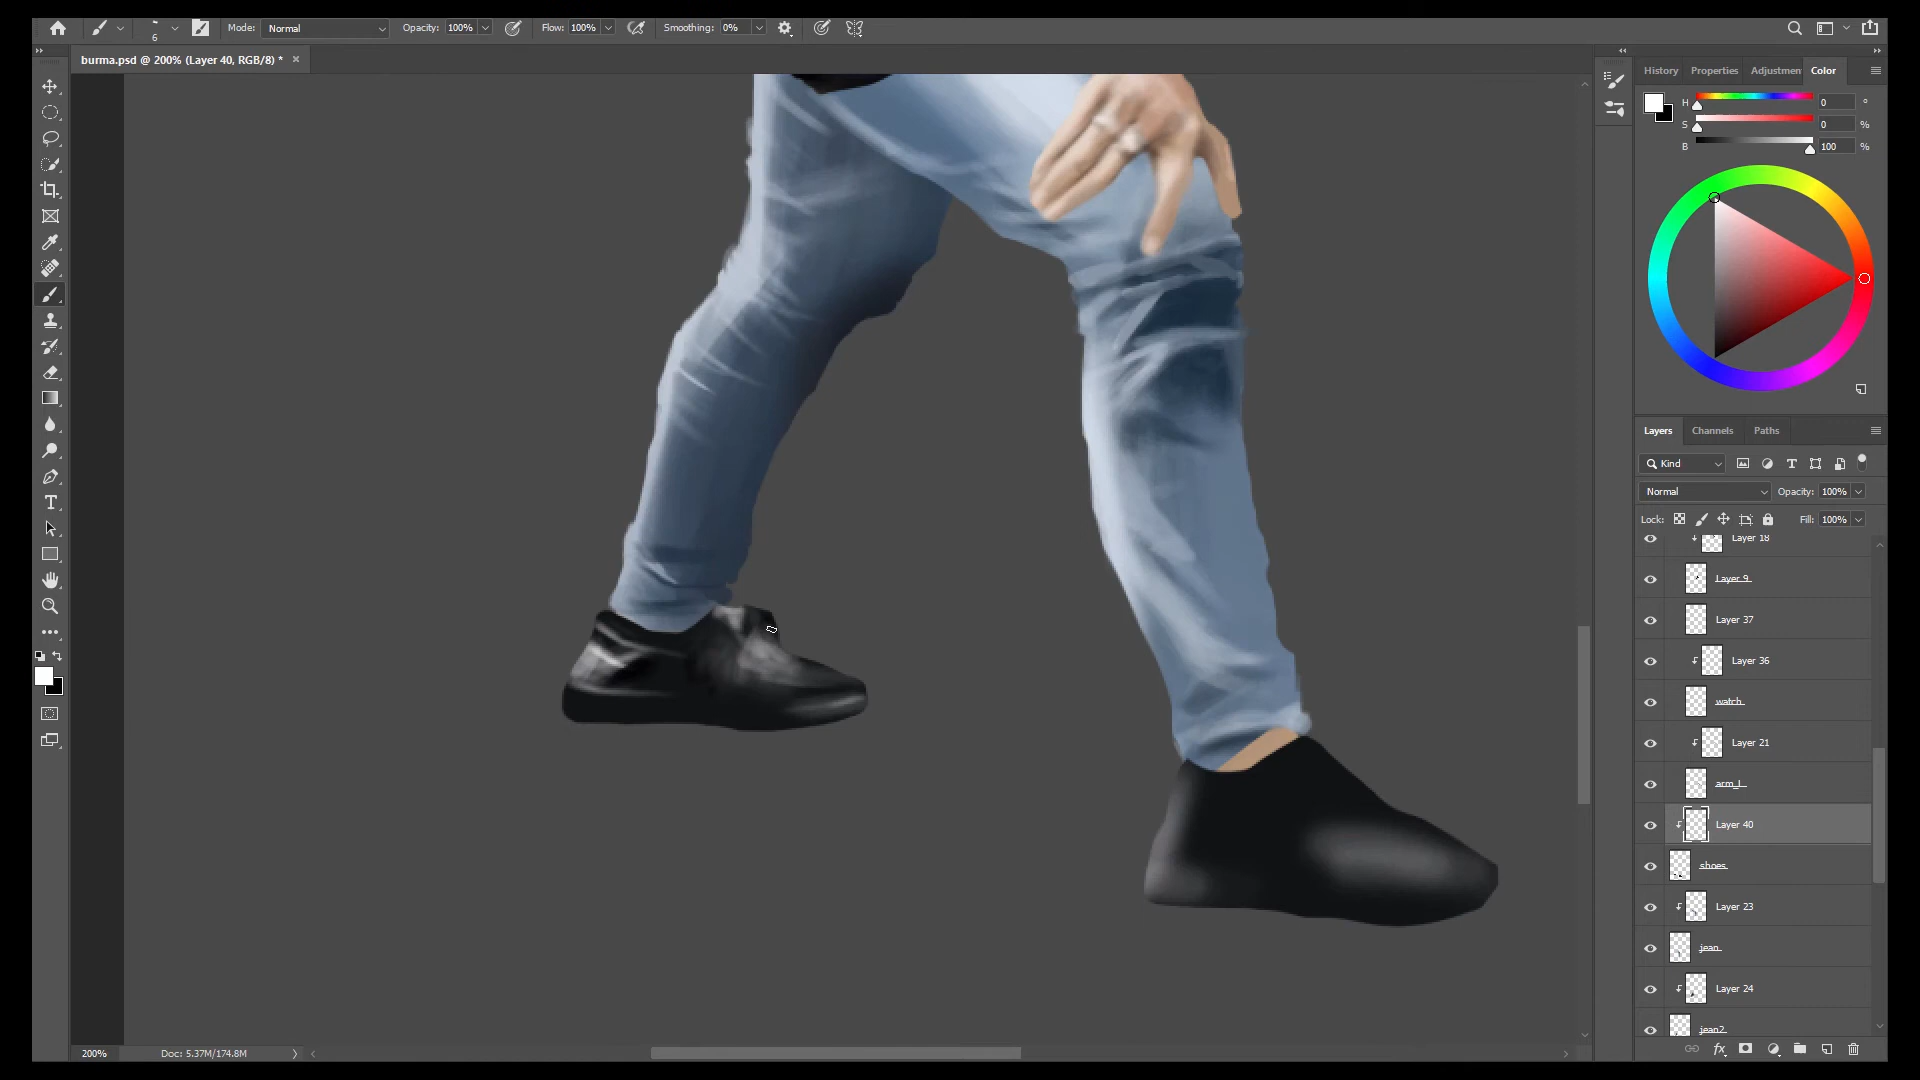 6
Mode: Normal
Opacity: 100%
Flow: 100%
Smoothing: 0%
burma.psd @ 200% (Layer 40, RGB/8) * ×
History Properties Adjustmen Color
H 0 °
S 0 %
B 100 %
Layers Channels Paths
Kind
Normal Opacity: 100%
Lock: Fill: 100%
Layer 18
Layer 9
Layer 37
Layer 36
watch
Layer 21
arm_L
Layer 40
shoes
Layer 23
jean
Layer 24
jean2
200% Doc: 5.37M/174.8M
fx